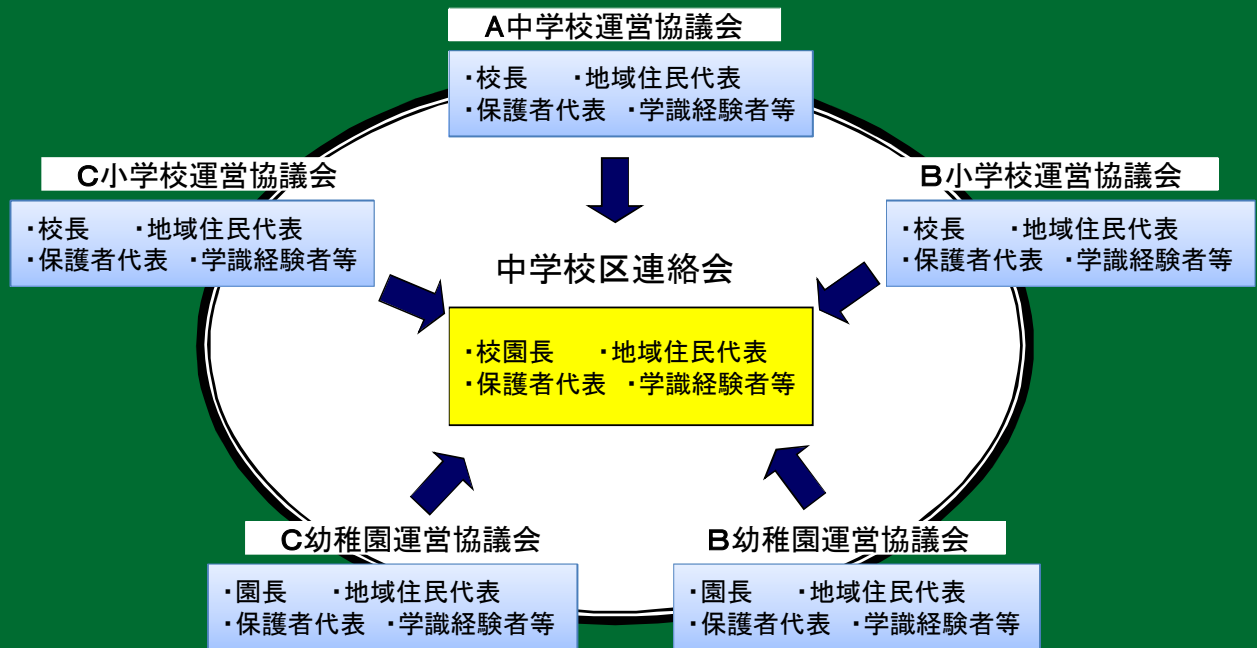 A中学校運営協議会
・校長　　・地域住民代表
・保護者代表　・学識経験者等
C小学校運営協議会
・校長　　・地域住民代表
・保護者代表　・学識経験者等
B小学校運営協議会
・校長　　・地域住民代表
・保護者代表　・学識経験者等
中学校区連絡会
・校園長　　・地域住民代表
・保護者代表　・学識経験者等
C幼稚園運営協議会
・園長　　・地域住民代表
・保護者代表　・学識経験者等
B幼稚園運営協議会
・園長　　・地域住民代表
・保護者代表　・学識経験者等